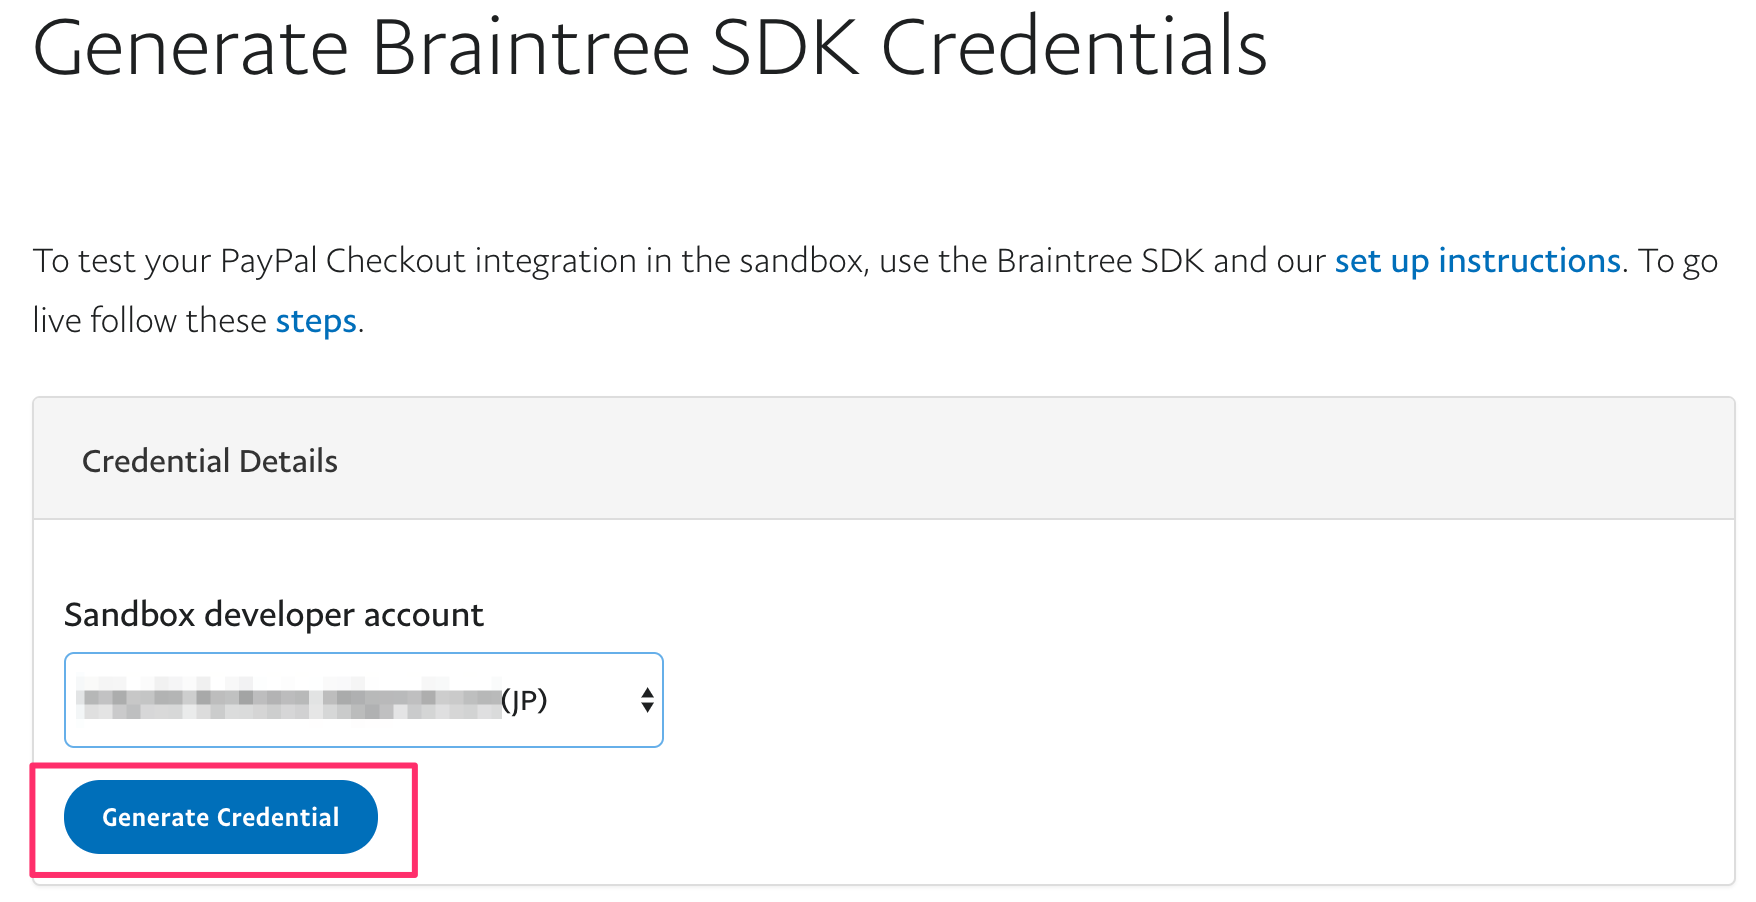 Generate Braintree SDK Credentials
To test your PayPal Checkout integration in the sandbox, use the Braintree SDK and our set up instructions. To go
live follow these steps.
Credential Details
Sandbox developer account
(JP)
Generate Credential